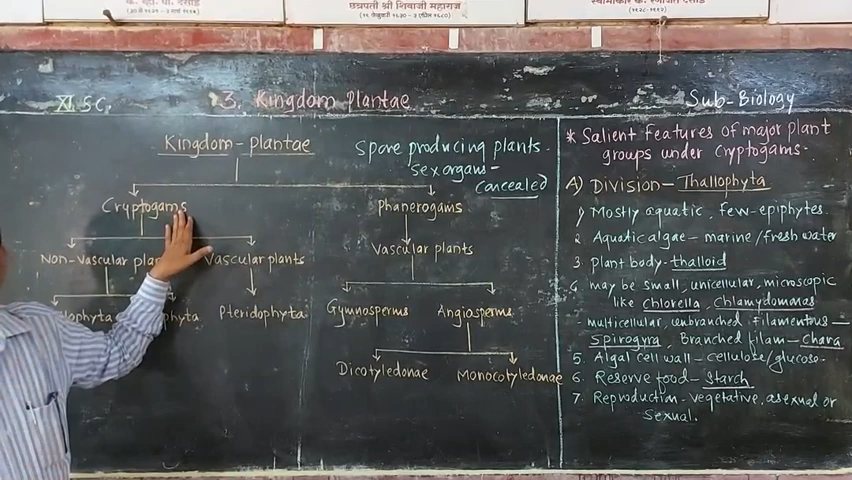 छत्रपती श्री शिवाजी महाराज
XI.SC.
3. Kingdom Plantae
Sub-Biology
Kingdom-plantae
Spore producing plants.
sex organs-
concealed
Cryptogams
Phanerogams
Non-Vascular
Vascular plants
Vascular plants
Pteridophyta
Gymnosperms
Angiosperms
Dicotyledonae
Monocotyledonae
* Salient features of major plant
groups under cryptogams-
A) Division- Thallophyta
1) Mostly aquatic, few-epiphytes.
2. Aquatic algae- marine/fresh water
3. plant body-thalloid
4. may be small, unicellular, microscopic
like chlorella, Chlamydomonas
- multicellular, unbranched, filamentous-
Spirogyra, Branched filam-Chara
5. Algal cell wall-cellulose/glucose-
6. Reserve food-Starch
7. Reproduction-vegetative, asexual or
sexual.